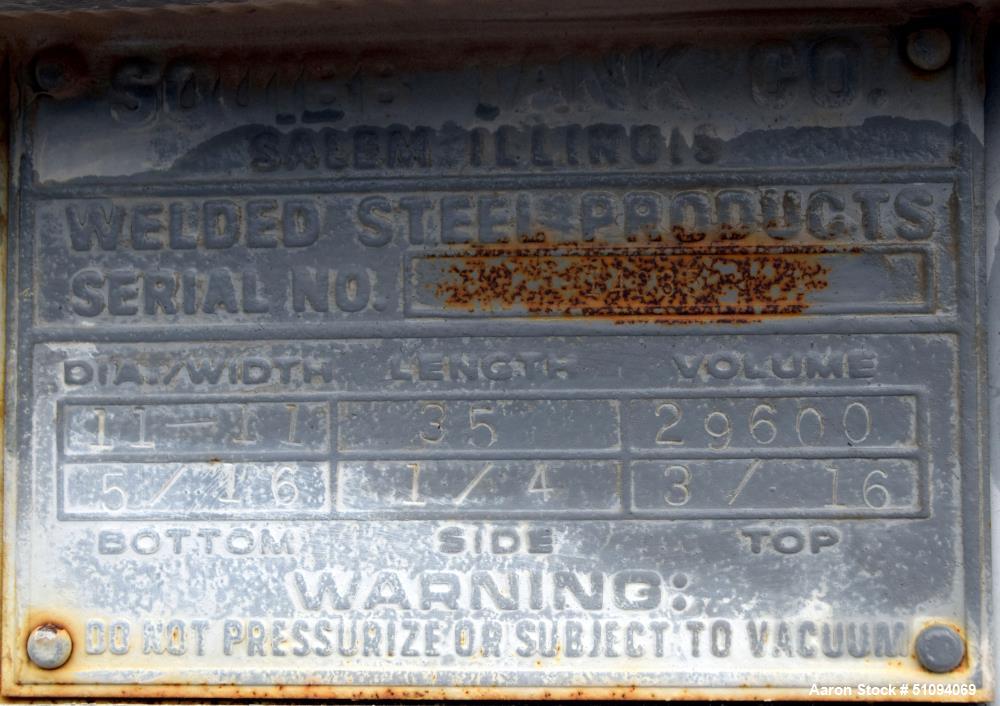 TANK CO.
SALEM ILLINOIS
WELDED STEEL PRODUCTS
SERIAL NO.
DIA./WIDTH LENGTH VOLUME
11-11 35 29600
5/16 1/4 3/16
BOTTOM SIDE TOP
WARNING:
DO NOT PRESSURIZE OR SUBJECT TO VACUUM
Aaron Stock # 51094069